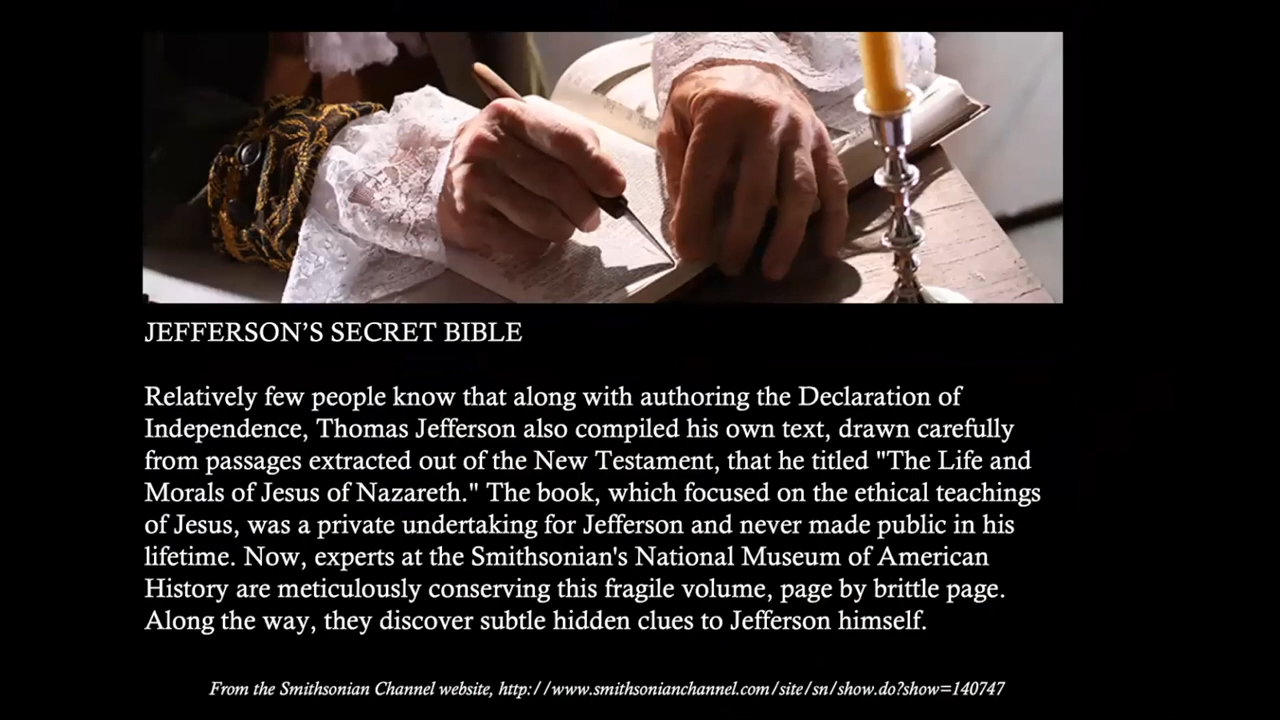 JEFFERSON’S SECRET BIBLE
Relatively few people know that along with authoring the Declaration of
Independence, Thomas Jefferson also compiled his own text, drawn carefully
from passages extracted out of the New Testament, that he titled "The Life and
Morals of Jesus of Nazareth." The book, which focused on the ethical teachings
of Jesus, was a private undertaking for Jefferson and never made public in his
lifetime. Now, experts at the Smithsonian's National Museum of American
History are meticulously conserving this fragile volume, page by brittle page.
Along the way, they discover subtle hidden clues to Jefferson himself.
From the Smithsonian Channel website, http://www.smithsonianchannel.com/site/sn/show.do?show=140747